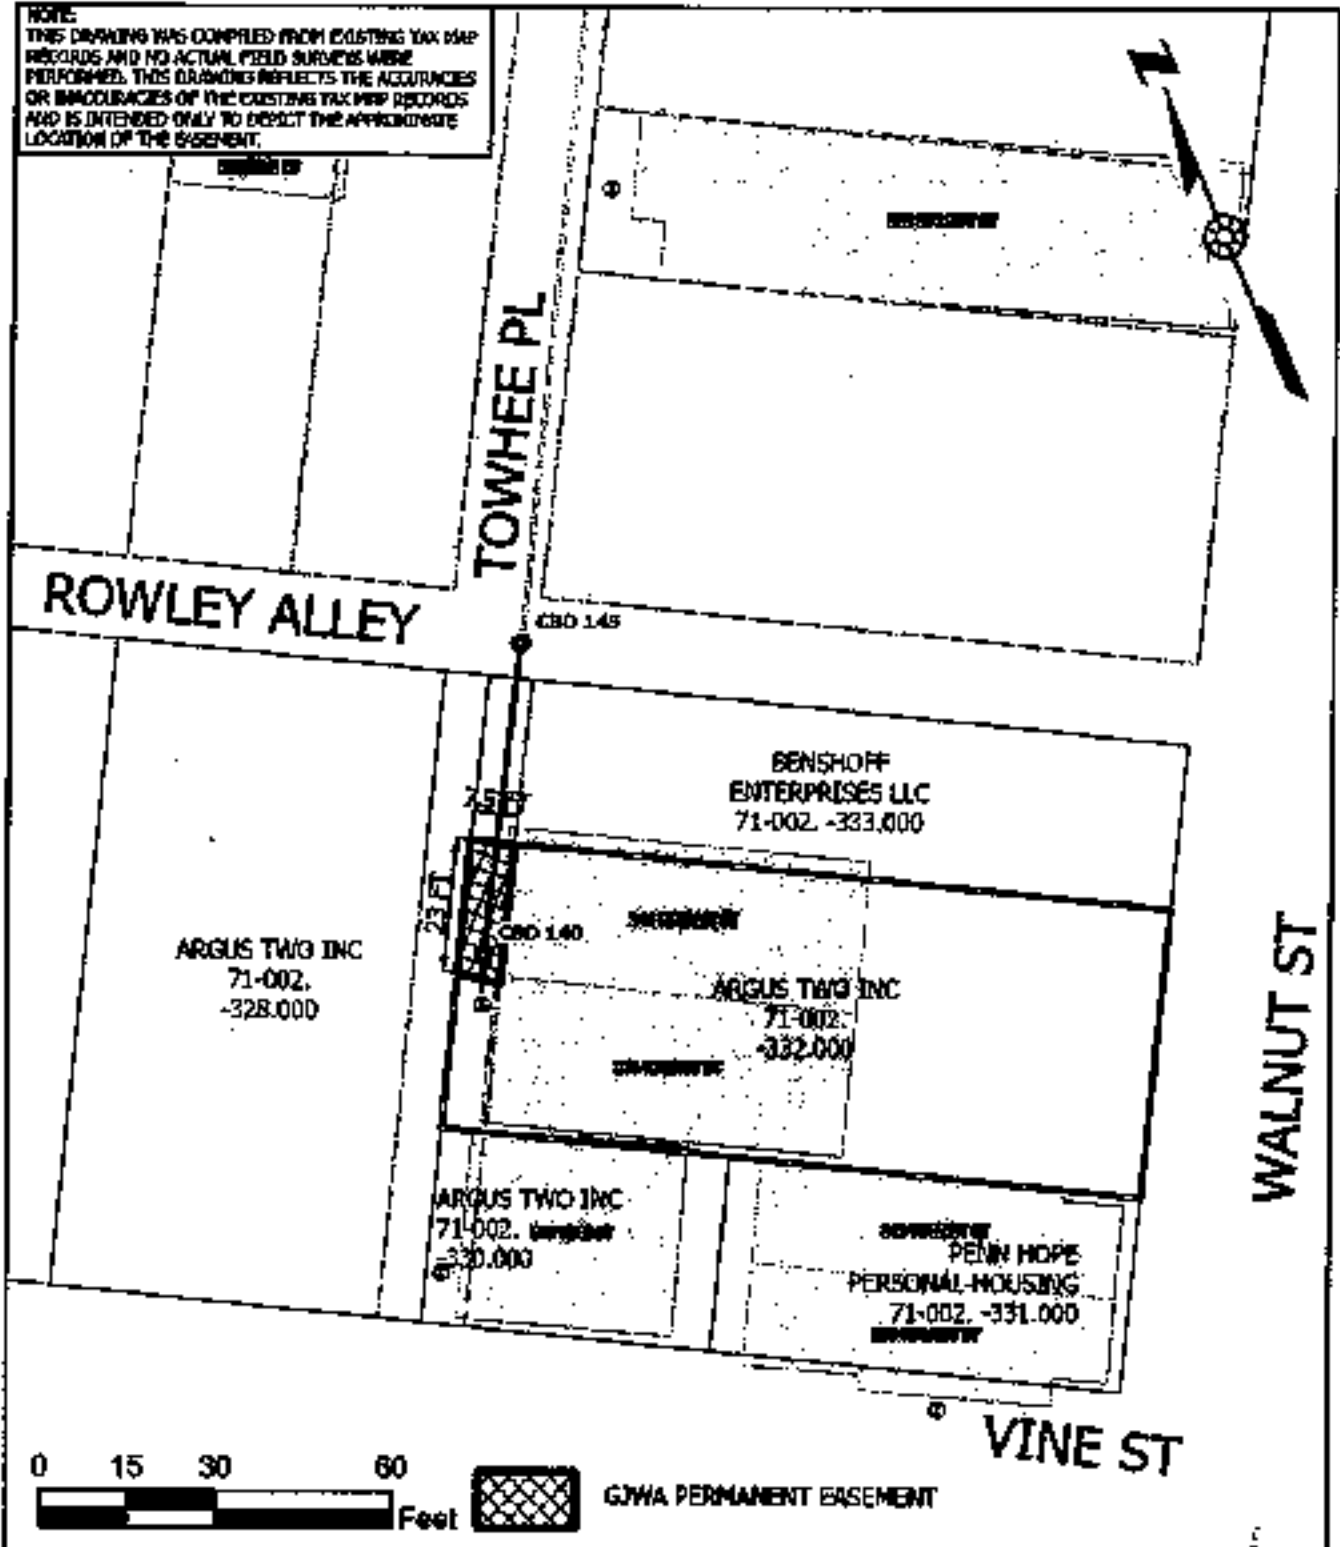 NOTE:
THIS DRAWING WAS COMPILED FROM EXISTING TAX MAP
RECORDS AND NO ACTUAL FIELD SURVEYS WERE
PERFORMED. THIS DRAWING REFLECTS THE ACCURACIES
OR INACCURACIES OF THE EXISTING TAX MAP RECORDS
AND IS INTENDED ONLY TO DEPICT THE APPROXIMATE
LOCATION OF THE EASEMENT.
TOWHEE PL
ROWLEY ALLEY
CBD 145
BENSHOFF
ENTERPRISES LLC
71-002. -333.000
23 FT
CBD 140
ARGUS TWO INC
71-002.
-328.000
ARGUS TWO INC
71-002.
-332.000
WALNUT ST
ARGUS TWO INC
71-002.
-330.000
PENN HOPE
PERSONAL HOUSING
71-002. -331.000
VINE ST
0 15 30 60
Feet
GJWA PERMANENT EASEMENT